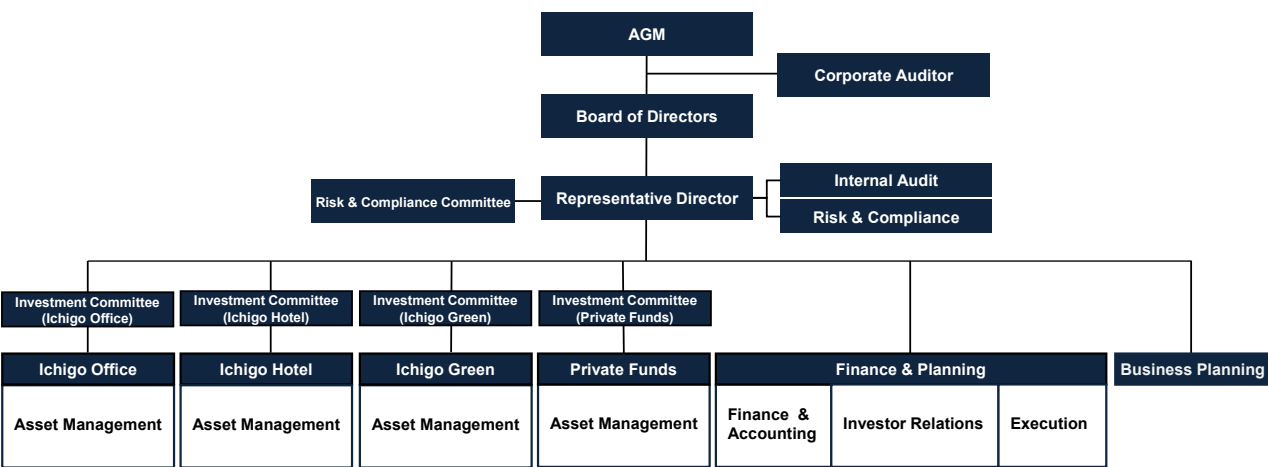 AGM
Corporate Auditor
Board of Directors
Internal Audit
Risk & Compliance Committee
Representative Director
Risk & Compliance
Investment Committee
(Ichigo Office)
Investment Committee
(Ichigo Hotel)
Investment Committee
(Ichigo Green)
Investment Committee
(Private Funds)
Ichigo Office
Ichigo Hotel
Ichigo Green
Private Funds
Finance & Planning
Business Planning
Asset Management
Asset Management
Asset Management
Asset Management
Finance &
Accounting
Investor Relations
Execution